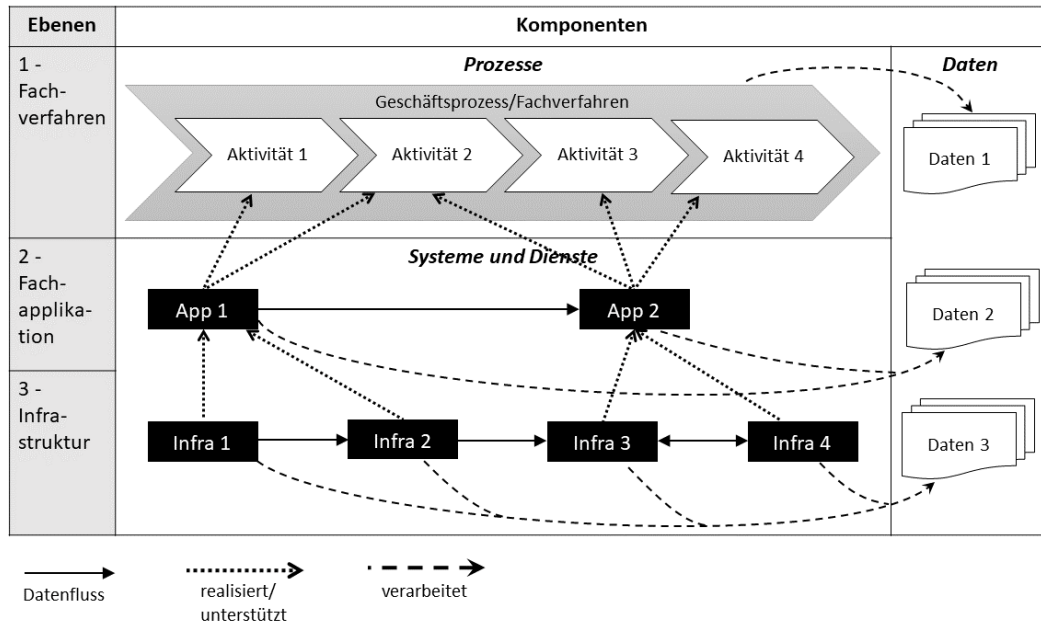 Ebenen
Komponenten
1 -
Fach-
verfahren
Prozesse
Daten
Geschäftsprozess/Fachverfahren
Aktivität 1
Aktivität 2
Aktivität 3
Aktivität 4
Daten 1
2 -
Fach-
applika-
tion
Systeme und Dienste
App 1
App 2
Daten 2
3 -
Infra-
struktur
Infra 1
Infra 2
Infra 3
Infra 4
Daten 3
Datenfluss
realisiert/
unterstützt
verarbeitet